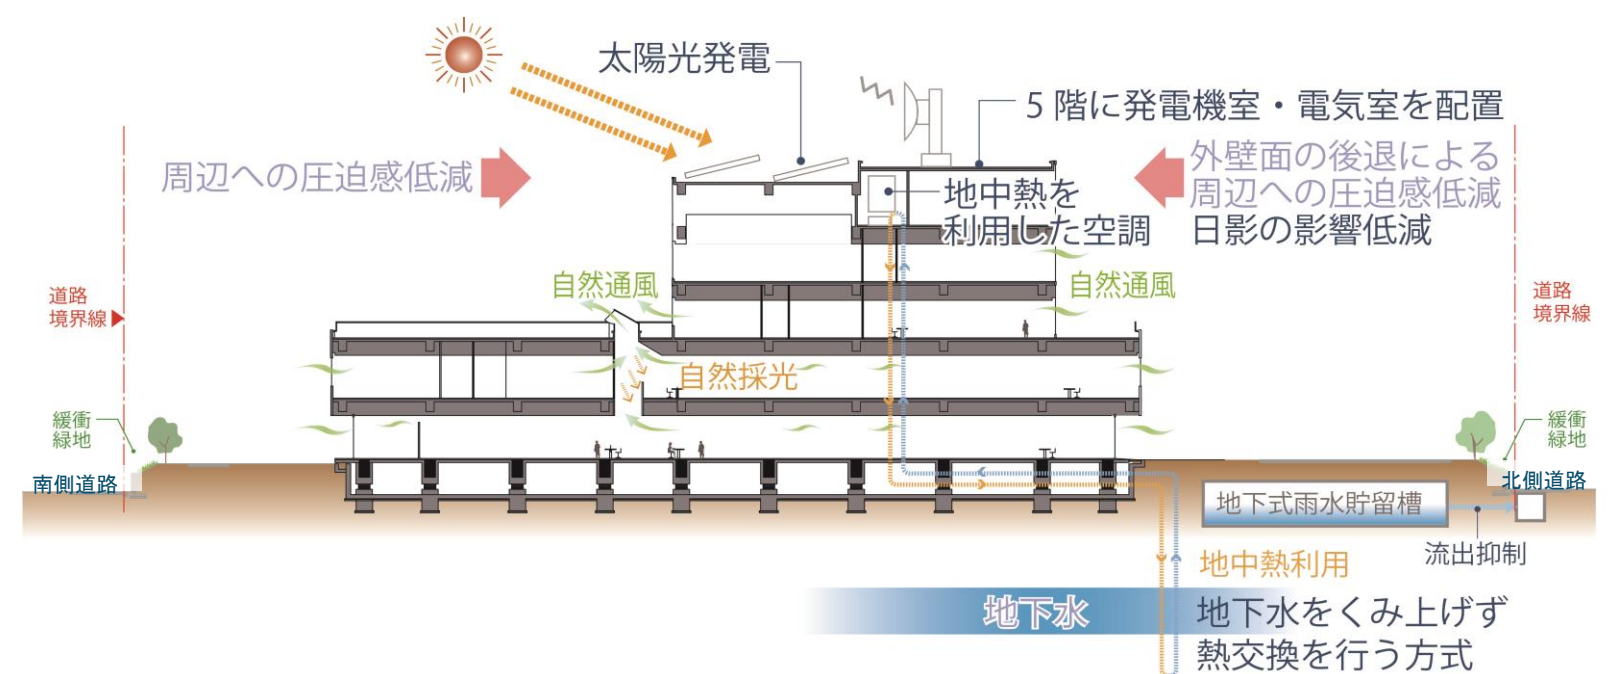 太陽光発電
5階に発電機室・電気室を配置
周辺への圧迫感低減
外壁面の後退による
周辺への圧迫感低減
日影の影響低減
地中熱を
利用した空調
自然通風
自然通風
道路
境界線
道路
境界線
自然採光
緩衝
緑地
緩衝
緑地
南側道路
北側道路
地下式雨水貯留槽
流出抑制
地中熱利用
地下水
地下水をくみ上げず
熱交換を行う方式